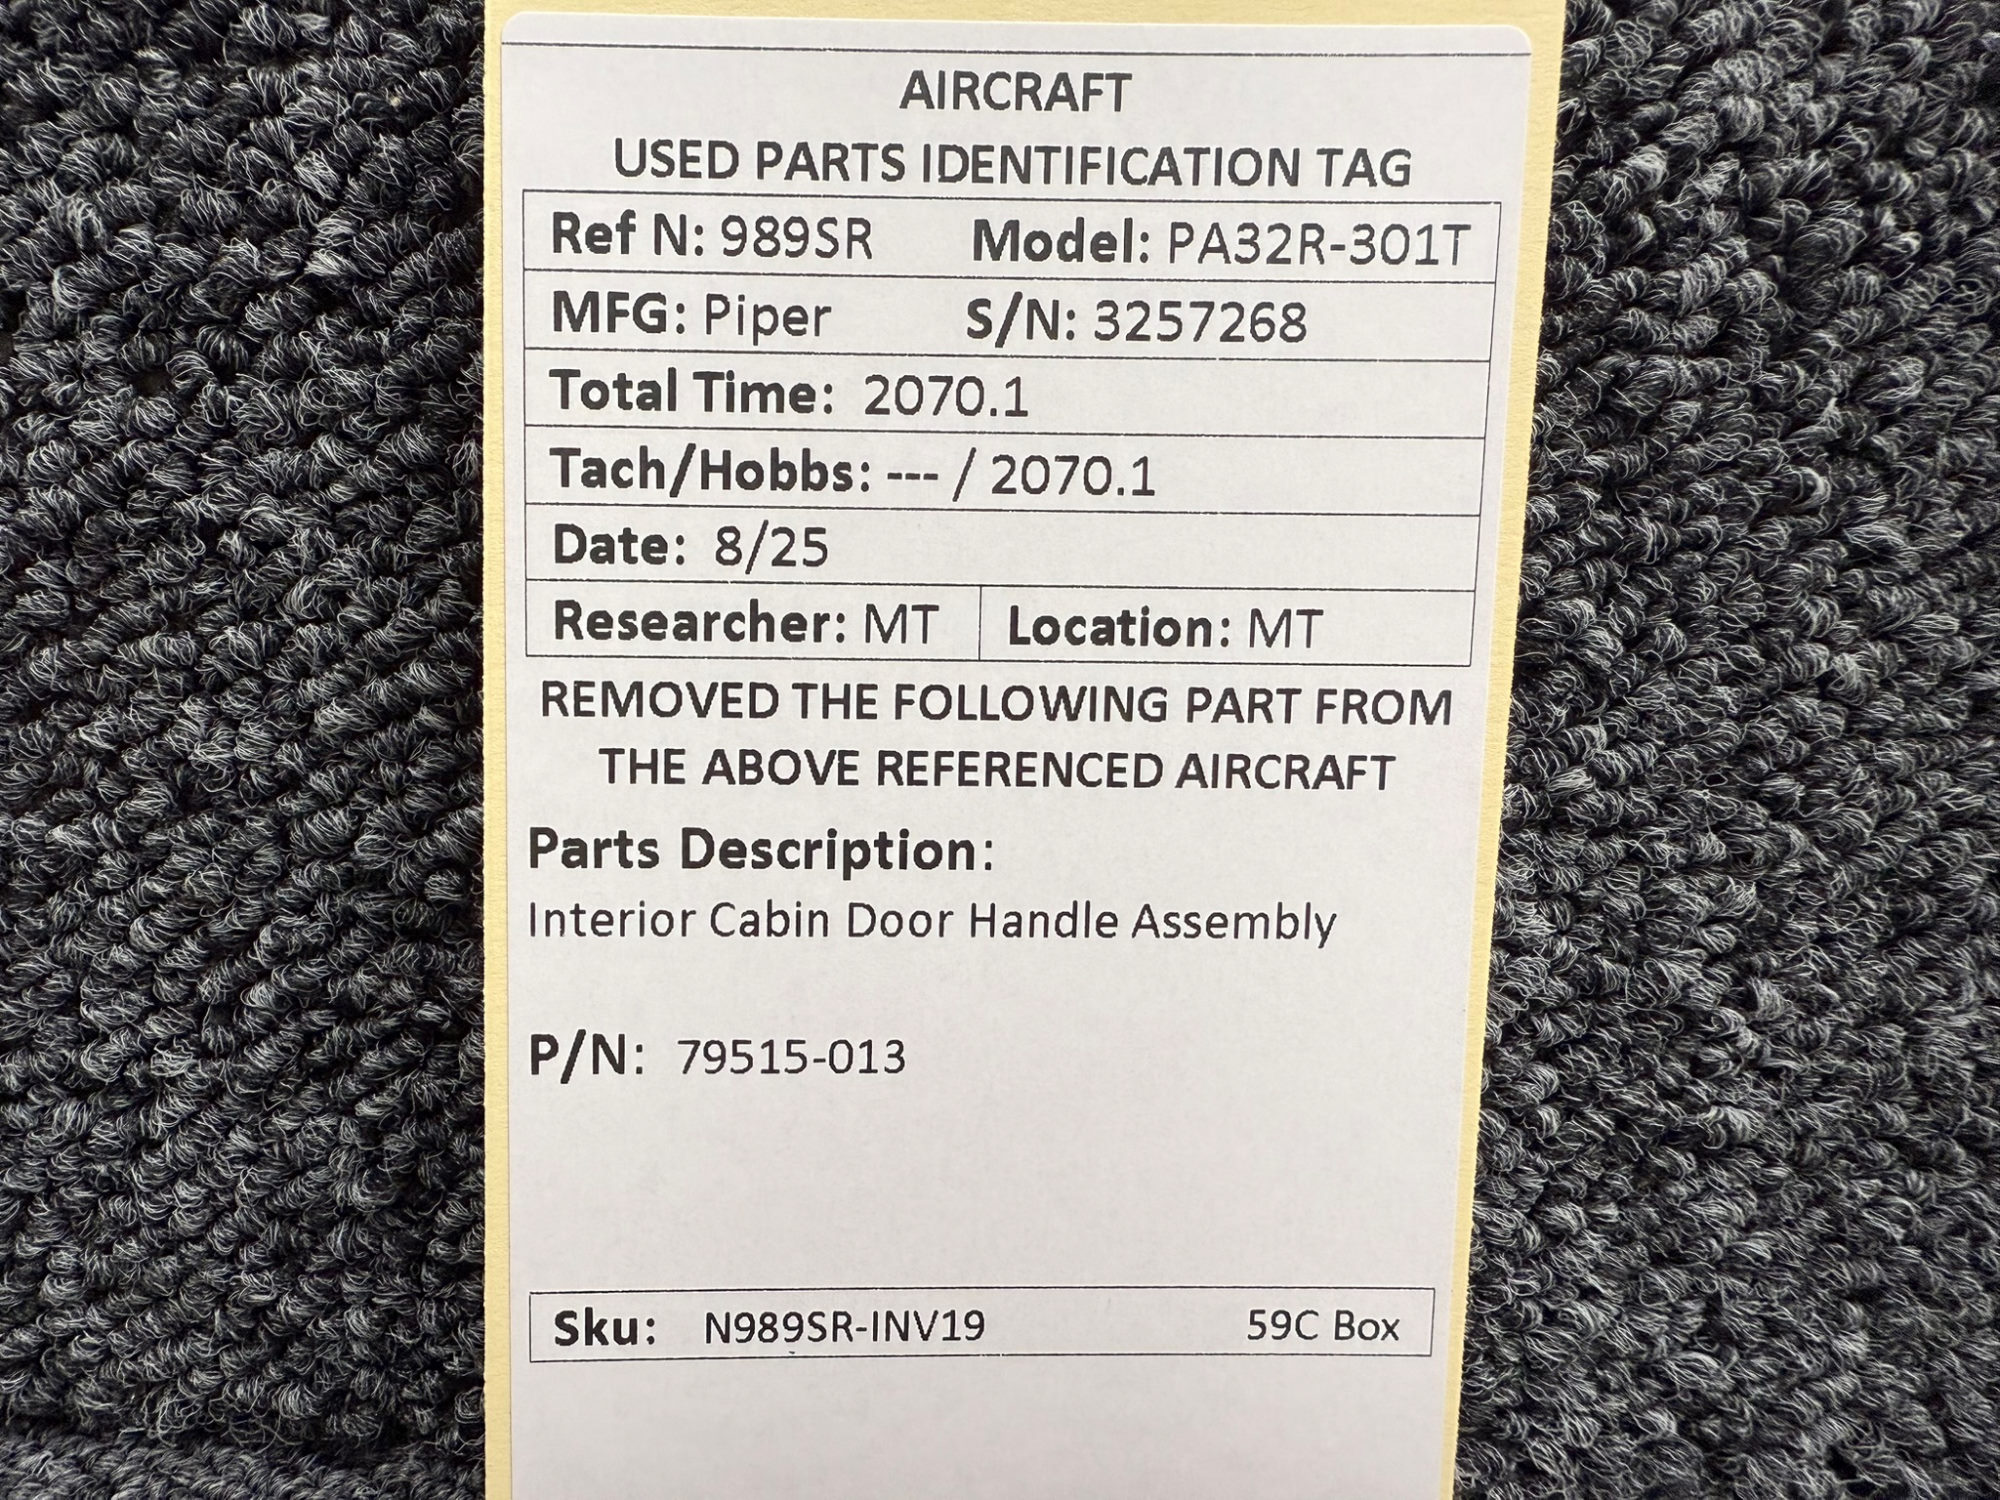 AIRCRAFT
USED PARTS IDENTIFICATION TAG
Ref N: 989SR Model: PA32R-301T
MFG: Piper S/N: 3257268
Total Time: 2070.1
Tach/Hobbs: --- / 2070.1
Date: 8/25
Researcher: MT Location: MT
REMOVED THE FOLLOWING PART FROM
THE ABOVE REFERENCED AIRCRAFT
Parts Description:
Interior Cabin Door Handle Assembly
P/N: 79515-013
Sku: N989SR-INV19 59C Box